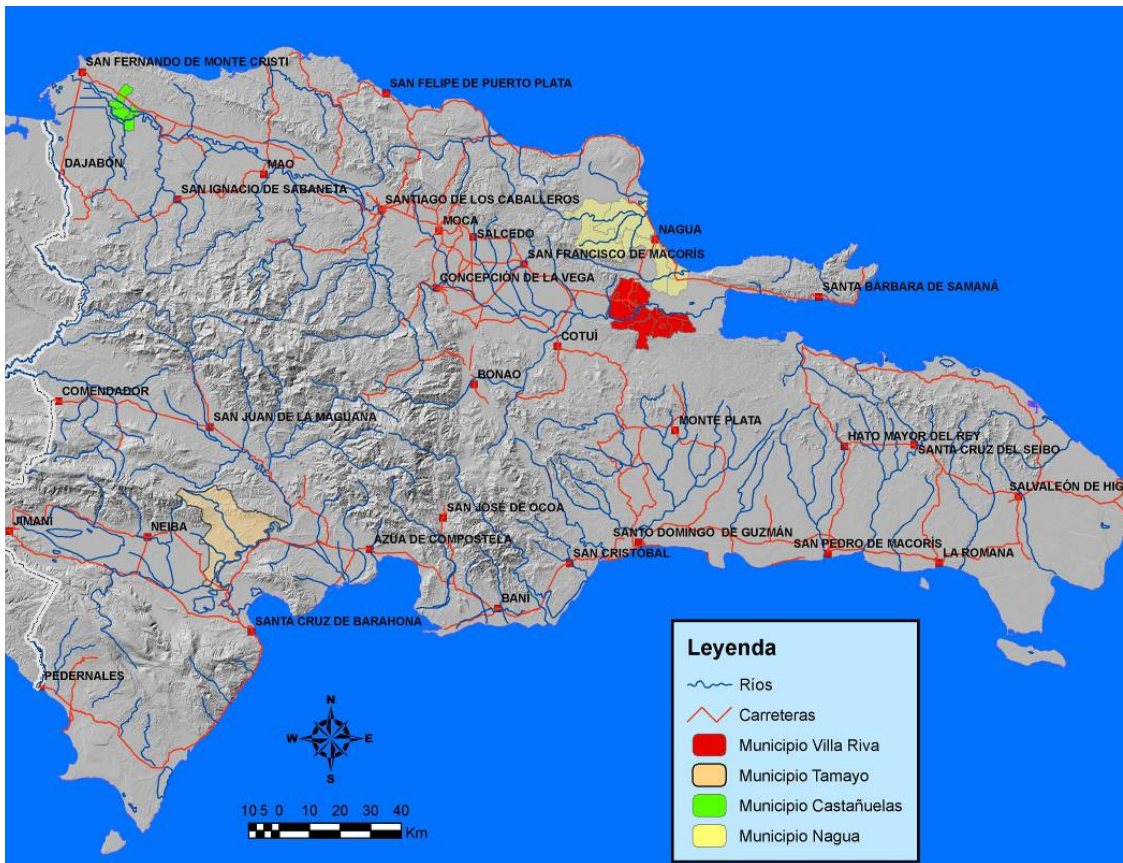 SAN FERNANDO DE MONTE CRISTI
SAN FELIPE DE PUERTO PLATA
DAJABÓN
MAO
SAN IGNACIO DE SABANETA
SANTIAGO DE LOS CABALLEROS
MOCA
SALCEDO
NAGUA
SAN FRANCISCO DE MACORÍS
CONCEPCIÓN DE LA VEGA
SANTA BÁRBARA DE SAMANÁ
COTUÍ
BONAO
COMENDADOR
SAN JUAN DE LA MAGUANA
MONTE PLATA
HATO MAYOR DEL REY
SANTA CRUZ DEL SEIBO
SALVALEÓN DE HIG
SAN JOSE DE OCOA
JIMANÍ
NEIBA
AZUA DE COMPOSTELA
SANTO DOMINGO DE GUZMÁN
SAN CRISTÓBAL
SAN PEDRO DE MACORÍS
LA ROMANA
BANÍ
SANTA CRUZ DE BARAHONA
PEDERNALES
N
W E
S
10 5 0 10 20 30 40
Km
Leyenda
Ríos
Carreteras
Municipio Villa Riva
Municipio Tamayo
Municipio Castañuelas
Municipio Nagua